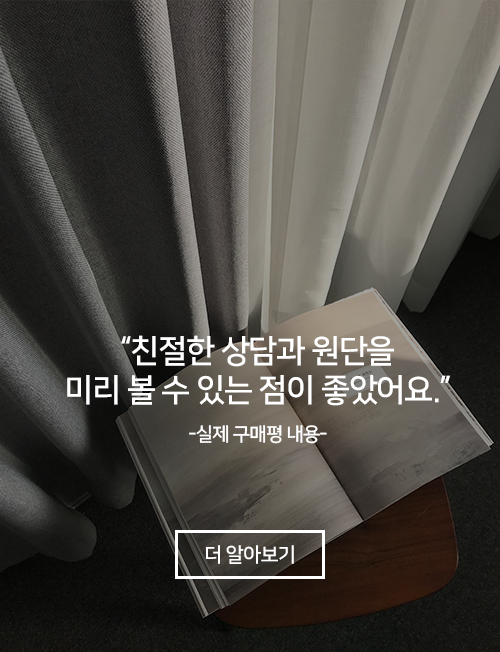 “친절한 상담과 원단을
미리 볼 수 있는 점이 좋았어요.”
-실제 구매평 내용-
더 알아보기